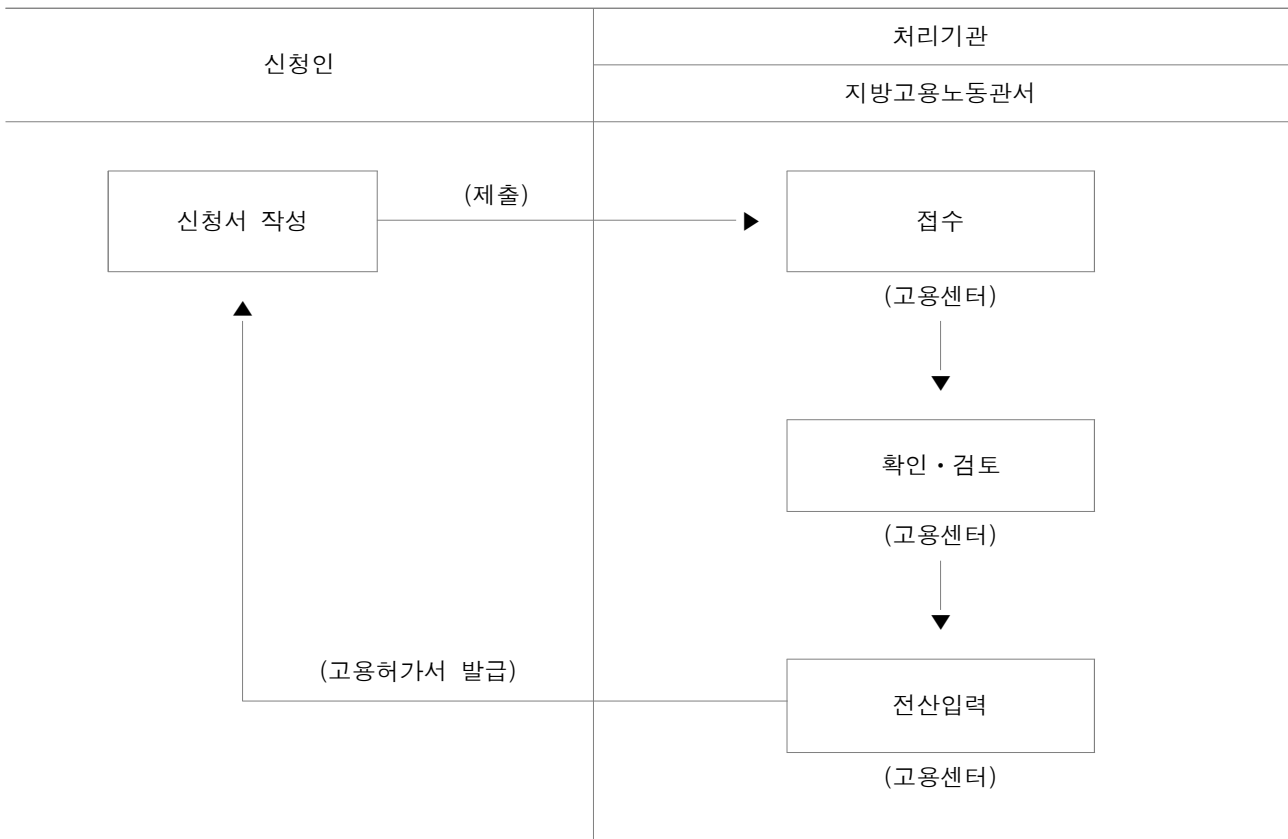 신청인
처리기관
지방고용노동관서
신청서 작성
(제출)
접수
(고용센터)
확인·검토
(고용센터)
(고용허가서 발급)
전산입력
(고용센터)